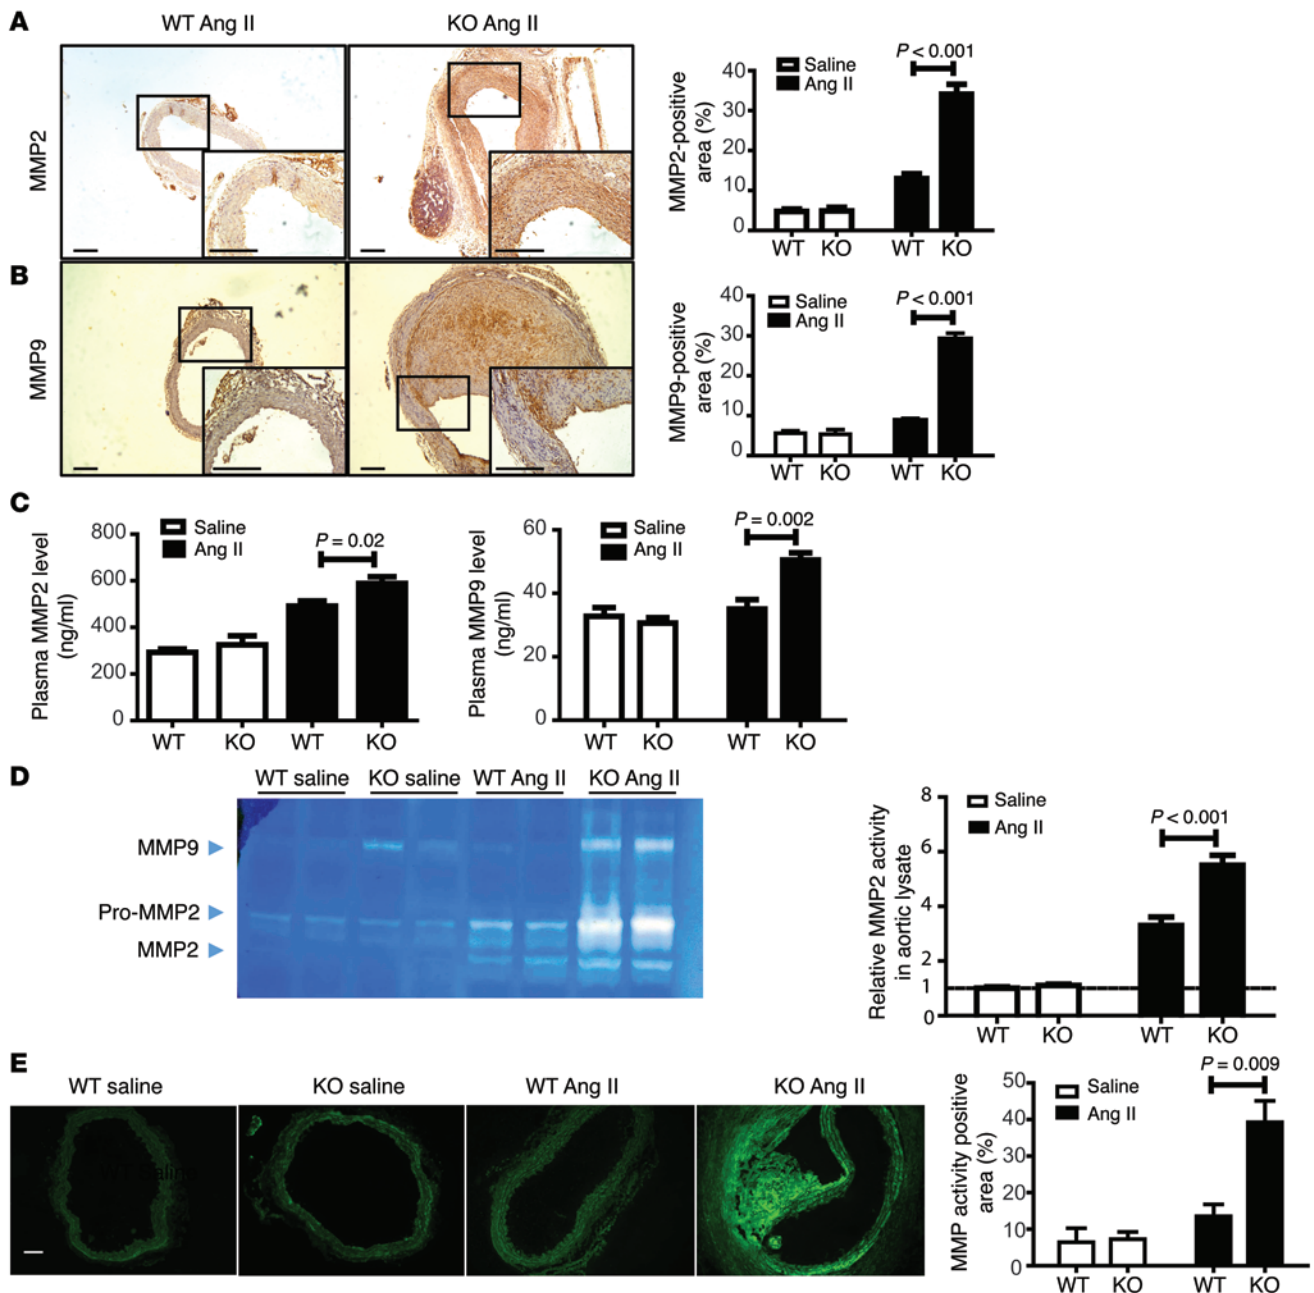 A
WT Ang II
KO Ang II
MMP2
MMP2-positive
area (%)
40
30
20
10
0
Saline
Ang II
P < 0.001
WT
KO
WT
KO
B
MMP9
MMP9-positive
area (%)
40
30
20
10
0
Saline
Ang II
P < 0.001
WT
KO
WT
KO
C
Plasma MMP2 level
(ng/ml)
800
600
400
200
0
Saline
Ang II
P = 0.02
WT
KO
WT
KO
Plasma MMP9 level
(ng/ml)
60
40
20
0
Saline
Ang II
P = 0.002
WT
KO
WT
KO
D
WT saline
KO saline
WT Ang II
KO Ang II
MMP9
Pro-MMP2
MMP2
Relative MMP2 activity
in aortic lysate
8
6
4
2
1
0
Saline
Ang II
P < 0.001
WT
KO
WT
KO
E
WT saline
KO saline
WT Ang II
KO Ang II
WT Saline
MMP activity positive
area (%)
50
40
30
20
10
0
Saline
Ang II
P = 0.009
WT
KO
WT
KO